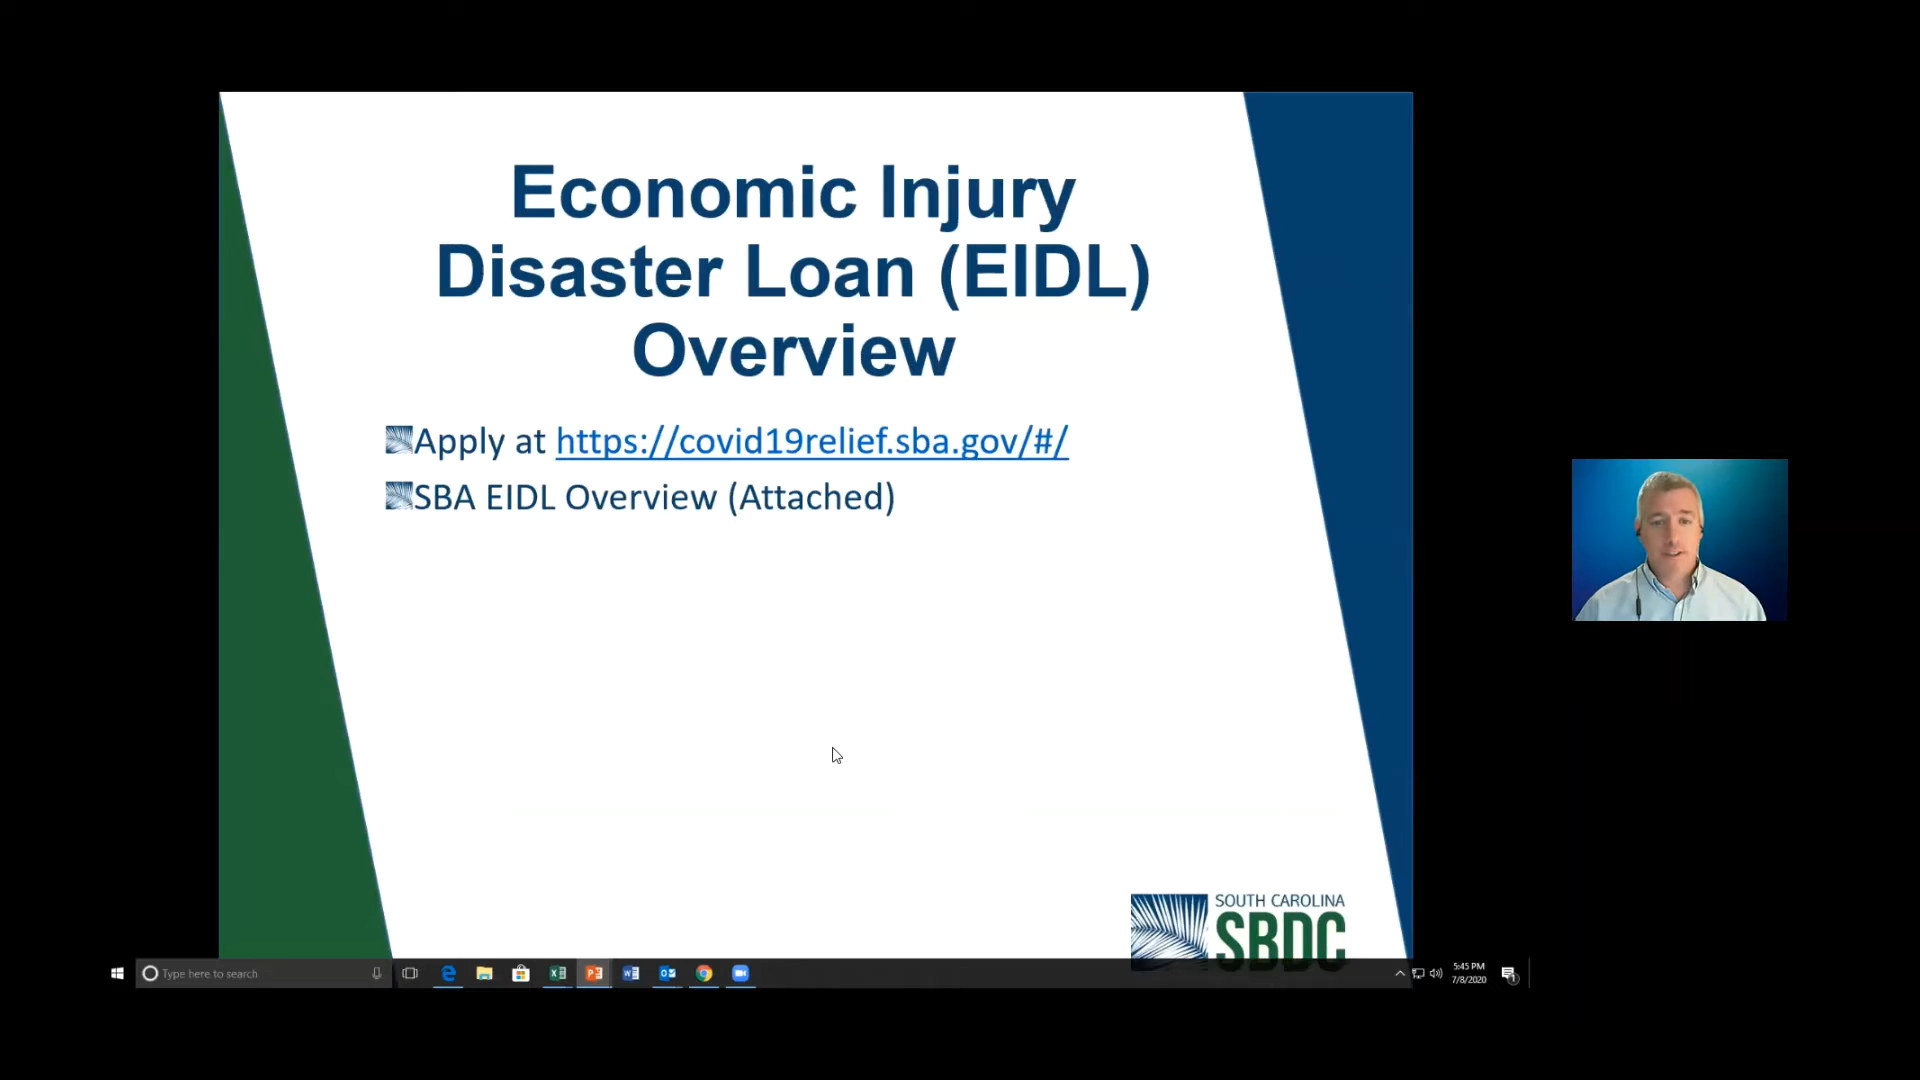 Economic Injury
Disaster Loan (EIDL)
Overview
Apply at https://covid19relief.sba.gov/#/
SBA EIDL Overview (Attached)
SOUTH CAROLINA
SBDC
Type here to search
5:45 PM
7/8/2020